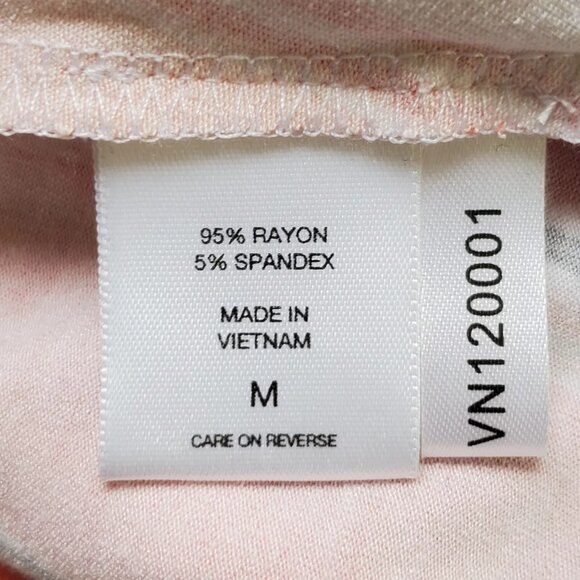 95% RAYON
5% SPANDEX
MADE IN
VIETNAM
M
CARE ON REVERSE
VN120001